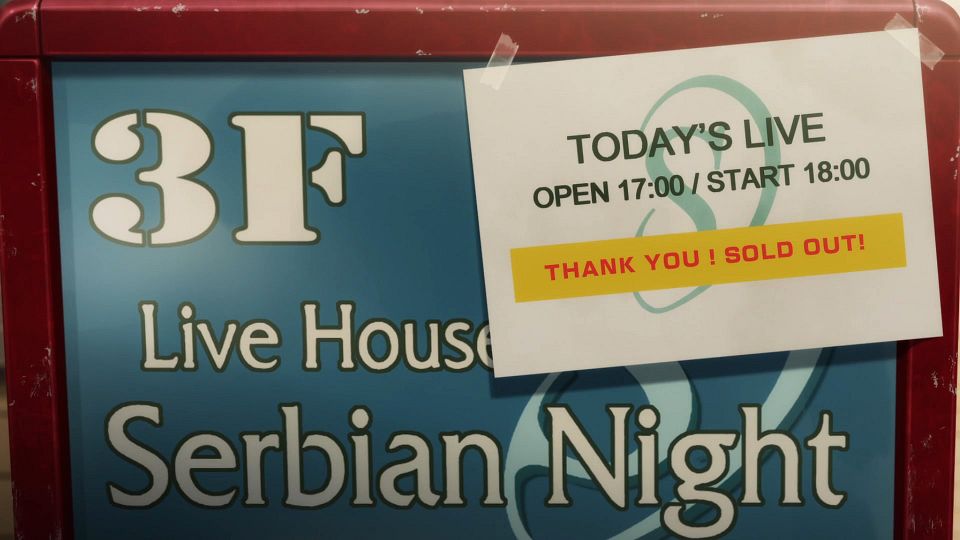 3F
Live House
Serbian Night
TODAY'S LIVE
OPEN 17:00 / START 18:00
THANK YOU ! SOLD OUT!